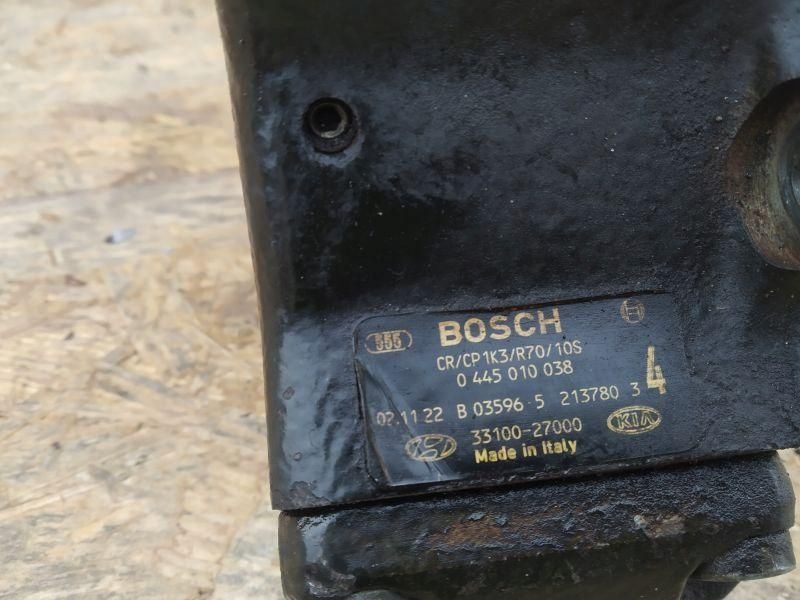 555 BOSCH
CR/CP1K3/R70/10S
0 445 010 038
4
02.11.22 B 03596-5 213780 3
33100-27000 KIA
Made in Italy